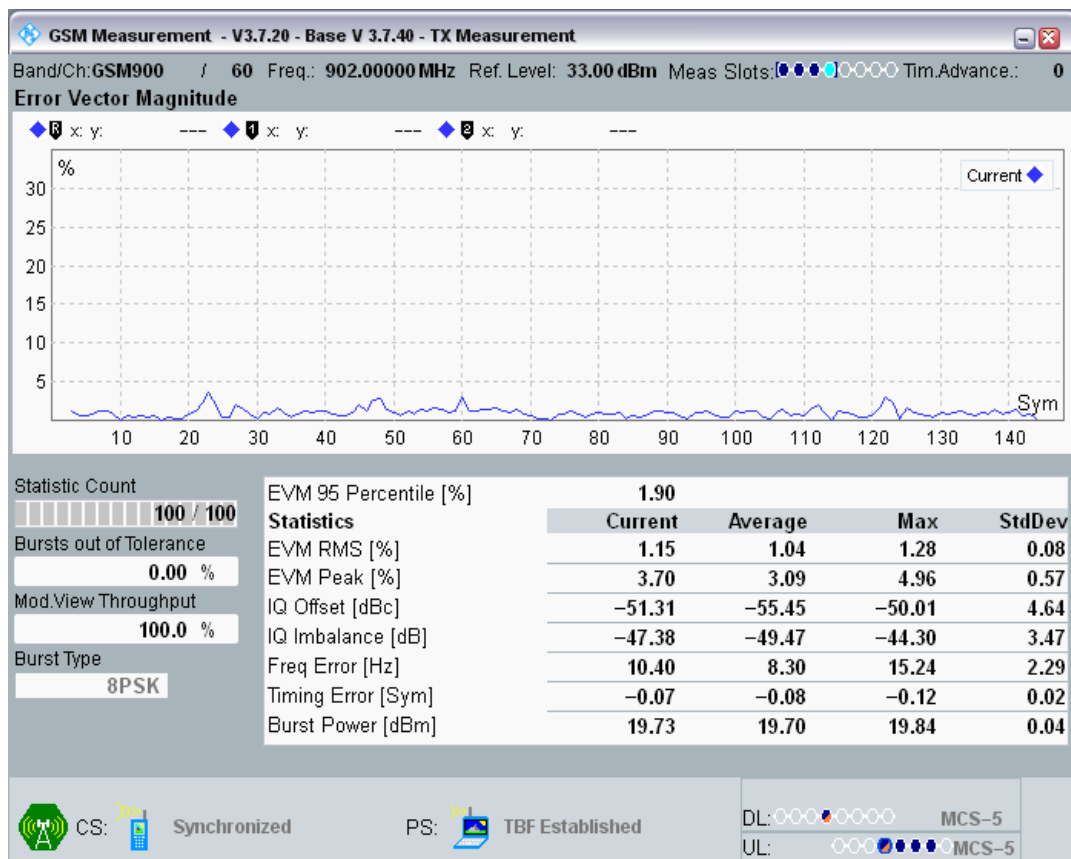 GSM Measurement - V3.7.20 - Base V 3.7.40 - TX Measurement
Band/Ch:GSM900 / 60 Freq.: 902.00000 MHz Ref. Level: 33.00 dBm Meas Slots: Tim.Advance.: 0
Error Vector Magnitude
R x: y: --- 1 x: y: --- 2 x: y: ---
%
Current
30
25
20
15
10
5
Sym
10 20 30 40 50 60 70 80 90 100 110 120 130 140
Statistic Count
100 / 100
Bursts out of Tolerance
0.00 %
Mod.View Throughput
100.0 %
Burst Type
8PSK
EVM 95 Percentile [%] 1.90
Statistics Current Average Max StdDev
EVM RMS [%] 1.15 1.04 1.28 0.08
EVM Peak [%] 3.70 3.09 4.96 0.57
IQ Offset [dBc] −51.31 −55.45 −50.01 4.64
IQ Imbalance [dB] −47.38 −49.47 −44.30 3.47
Freq Error [Hz] 10.40 8.30 15.24 2.29
Timing Error [Sym] −0.07 −0.08 −0.12 0.02
Burst Power [dBm] 19.73 19.70 19.84 0.04
CS: Synchronized PS: TBF Established
DL: MCS−5
UL: MCS−5